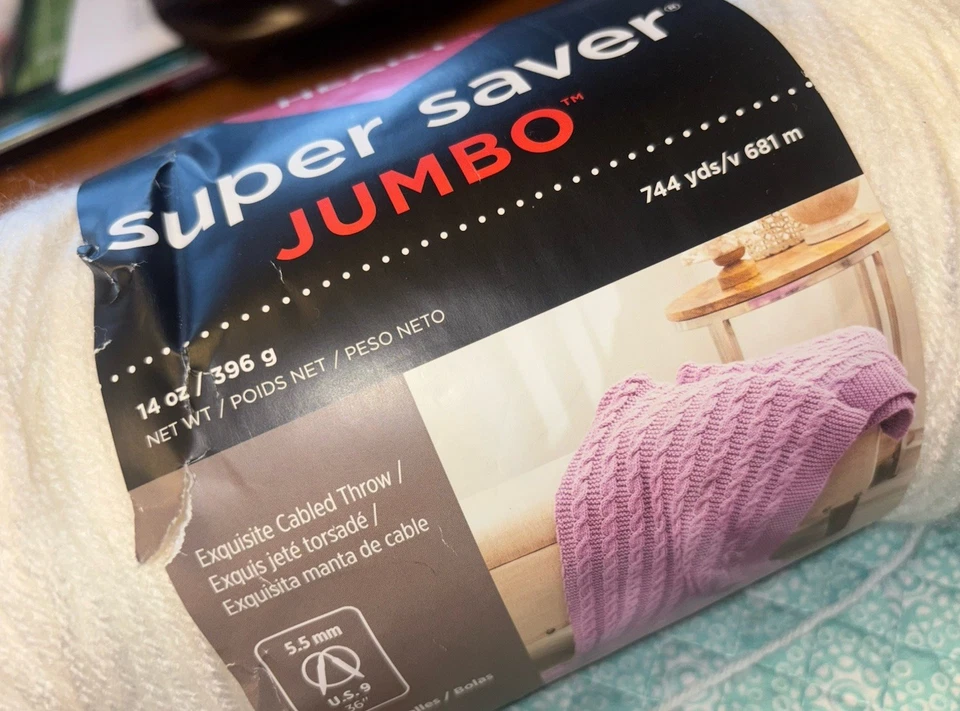 super saver®
JUMBO™
744 yds/v 681 m
14 oz / 396 g
NET WT / POIDS NET / PESO NETO
Exquisite Cabled Throw /
Exquis jeté torsadé /
Exquisita manta de cable
5.5 mm
U.S. 9
36"
/ Bolas